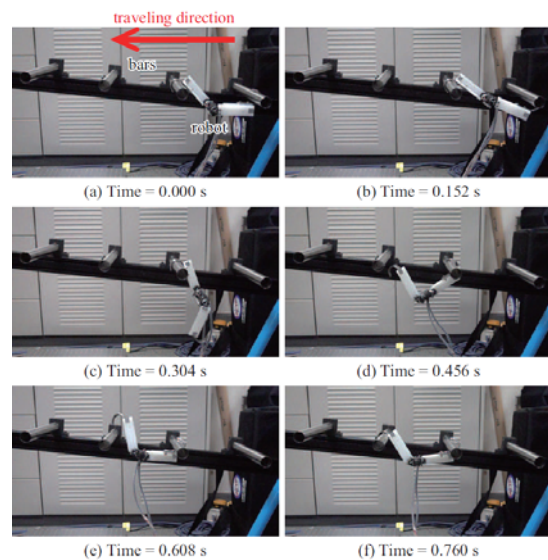 traveling direction
bars
robot
(a) Time = 0.000 s
(b) Time = 0.152 s
(c) Time = 0.304 s
(d) Time = 0.456 s
(e) Time = 0.608 s
(f) Time = 0.760 s